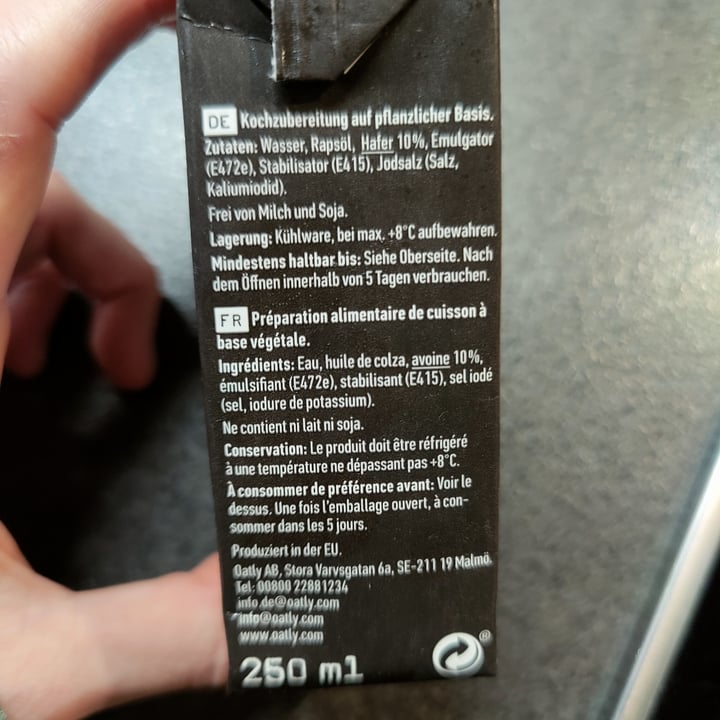 DE Kochzubereitung auf pflanzlicher Basis.
Zutaten: Wasser, Rapsöl, Hafer 10%, Emulgator
(E472e), Stabilisator (E415), Jodsalz (Salz,
Kaliumiodid).
Frei von Milch und Soja.
Lagerung: Kühlware, bei max. +8°C aufbewahren.
Mindestens haltbar bis: Siehe Oberseite. Nach
dem Öffnen innerhalb von 5 Tagen verbrauchen.
FR Préparation alimentaire de cuisson à
base végétale.
Ingrédients: Eau, huile de colza, avoine 10%,
émulsifiant (E472e), stabilisant (E415), sel iodé
(sel, iodure de potassium).
Ne contient ni lait ni soja.
Conservation: Le produit doit être réfrigéré
à une température ne dépassant pas +8°C.
À consommer de préférence avant: Voir le
dessus. Une fois l'emballage ouvert, à con-
sommer dans les 5 jours.
Produziert in der EU.
Oatly AB, Stora Varvsgatan 6a, SE-211 19 Malmö.
Tel: 00800 22881234
info.de@oatly.com
info@oatly.com
www.oatly.com
250 ml
®